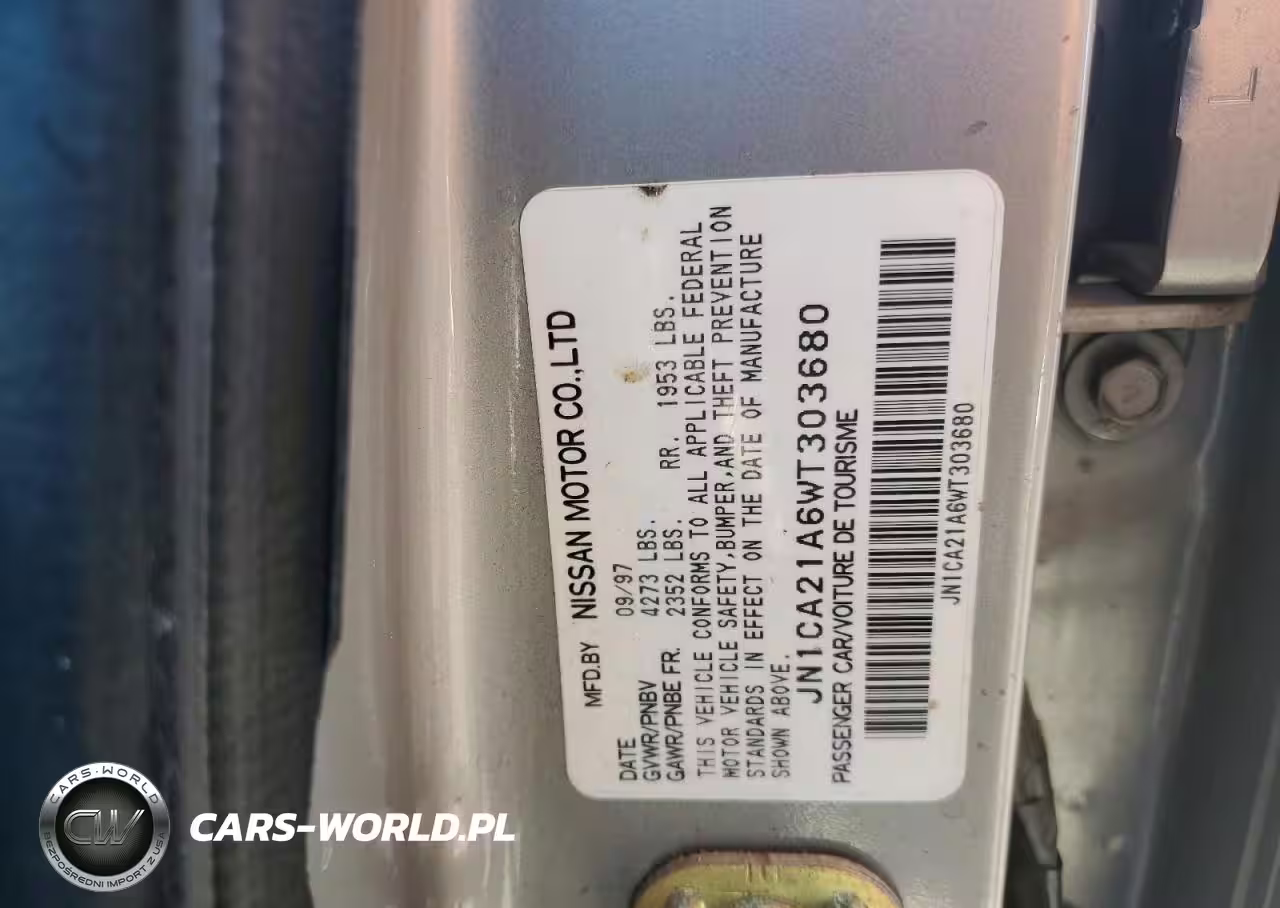 MFD.BY NISSAN MOTOR CO.,LTD
DATE 09/97
GVWR/PNBV 4273 LBS.
GAWR/PNBE FR. 2352 LBS. RR. 1953 LBS.
THIS VEHICLE CONFORMS TO ALL APPLICABLE FEDERAL
MOTOR VEHICLE SAFETY,BUMPER,AND THEFT PREVENTION
STANDARDS IN EFFECT ON THE DATE OF MANUFACTURE
SHOWN ABOVE.
JN1CA21A6WT303680
PASSENGER CAR/VOITURE DE TOURISME
JN1CA21A6WT303680
L
CARS-WORLD
CW
BEZPOŚREDNI IMPORT Z USA
CARS-WORLD.PL